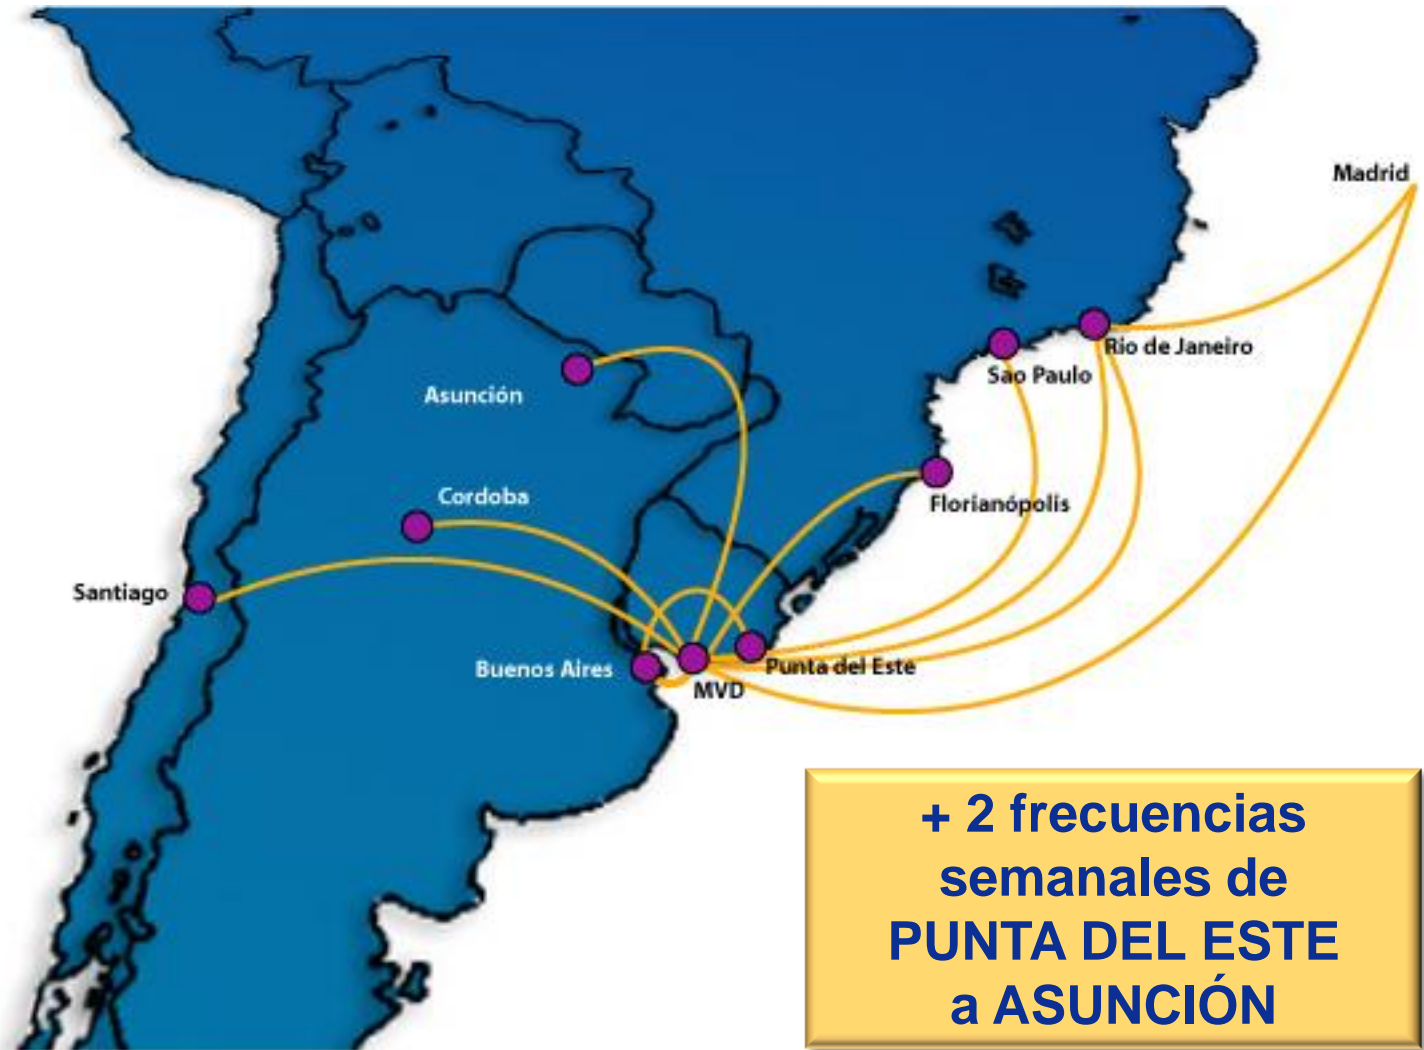 Madrid
Rio de Janeiro
Sao Paulo
Asunción
Cordoba
Florianópolis
Santiago
Buenos Aires
Punta del Este
MVD
+ 2 frecuencias
semanales de
PUNTA DEL ESTE
a ASUNCIÓN